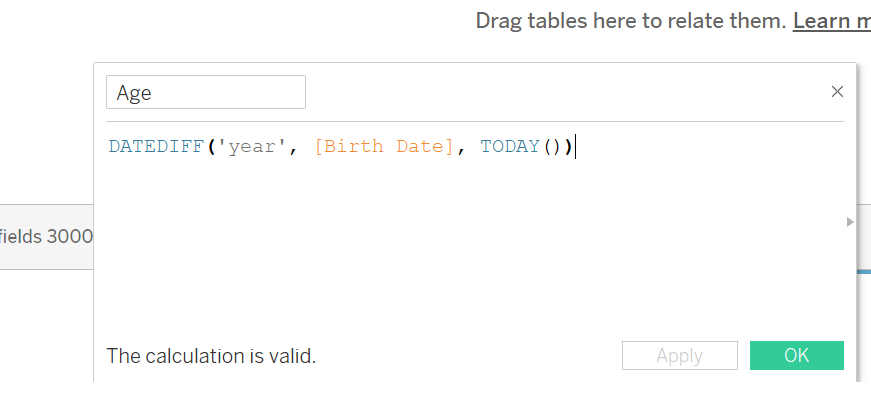 Drag tables here to relate them. Learn
Age
DATEDIFF('year', [Birth Date], TODAY())
fields 3000
The calculation is valid.
Apply
OK